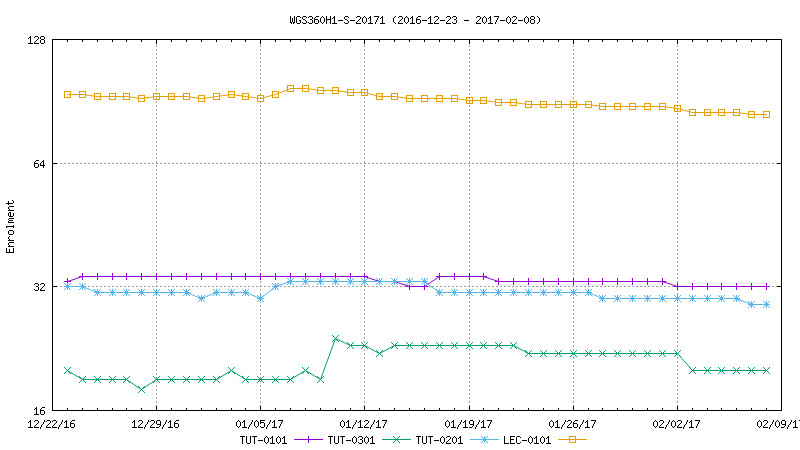 WGS360H1-S-20171 (2016-12-23 - 2017-02-08)
128
64
32
16
Enrolment
12/22/16 12/29/16 01/05/17 01/12/17 01/19/17 01/26/17 02/02/17 02/09/17
TUT-0101 TUT-0301 TUT-0201 LEC-0101